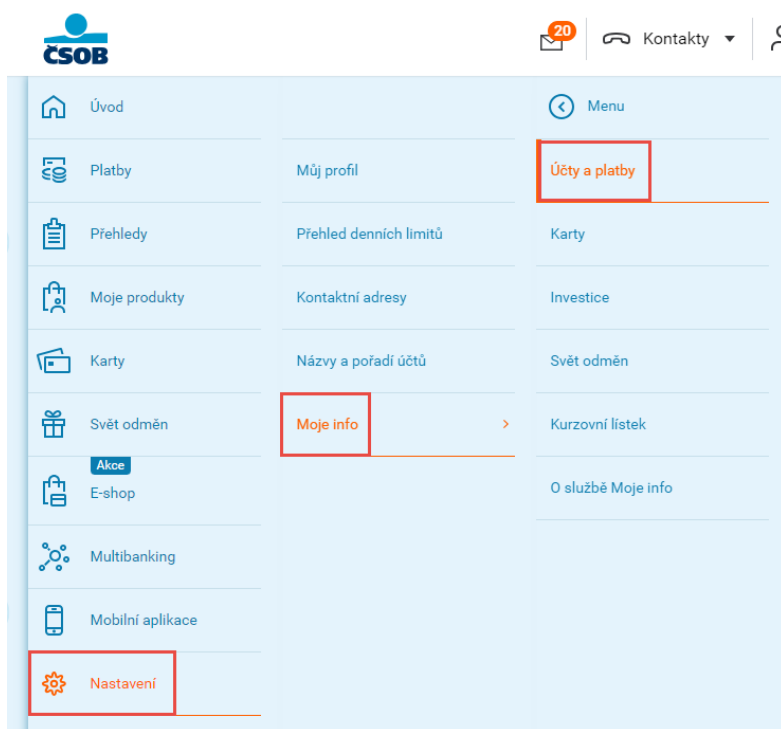 ČSOB
20
Kontakty
Úvod
Platby
Přehledy
Moje produkty
Karty
Svět odměn
Akce
E-shop
Multibanking
Mobilní aplikace
Nastavení
Můj profil
Přehled denních limitů
Kontaktní adresy
Názvy a pořadí účtů
Moje info
Menu
Účty a platby
Karty
Investice
Svět odměn
Kurzovní lístek
O službě Moje info